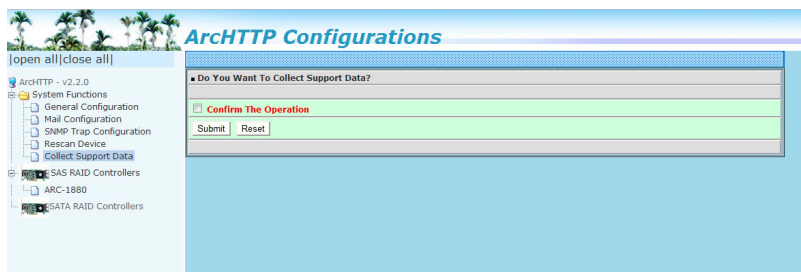 ArcHTTP Configurations
|open all|close all|
ArcHTTP - v2.2.0
System Functions
General Configuration
Mail Configuration
SNMP Trap Configuration
Rescan Device
Collect Support Data
SAS RAID Controllers
ARC-1880
SATA RAID Controllers
Do You Want To Collect Support Data?
Confirm The Operation
Submit Reset